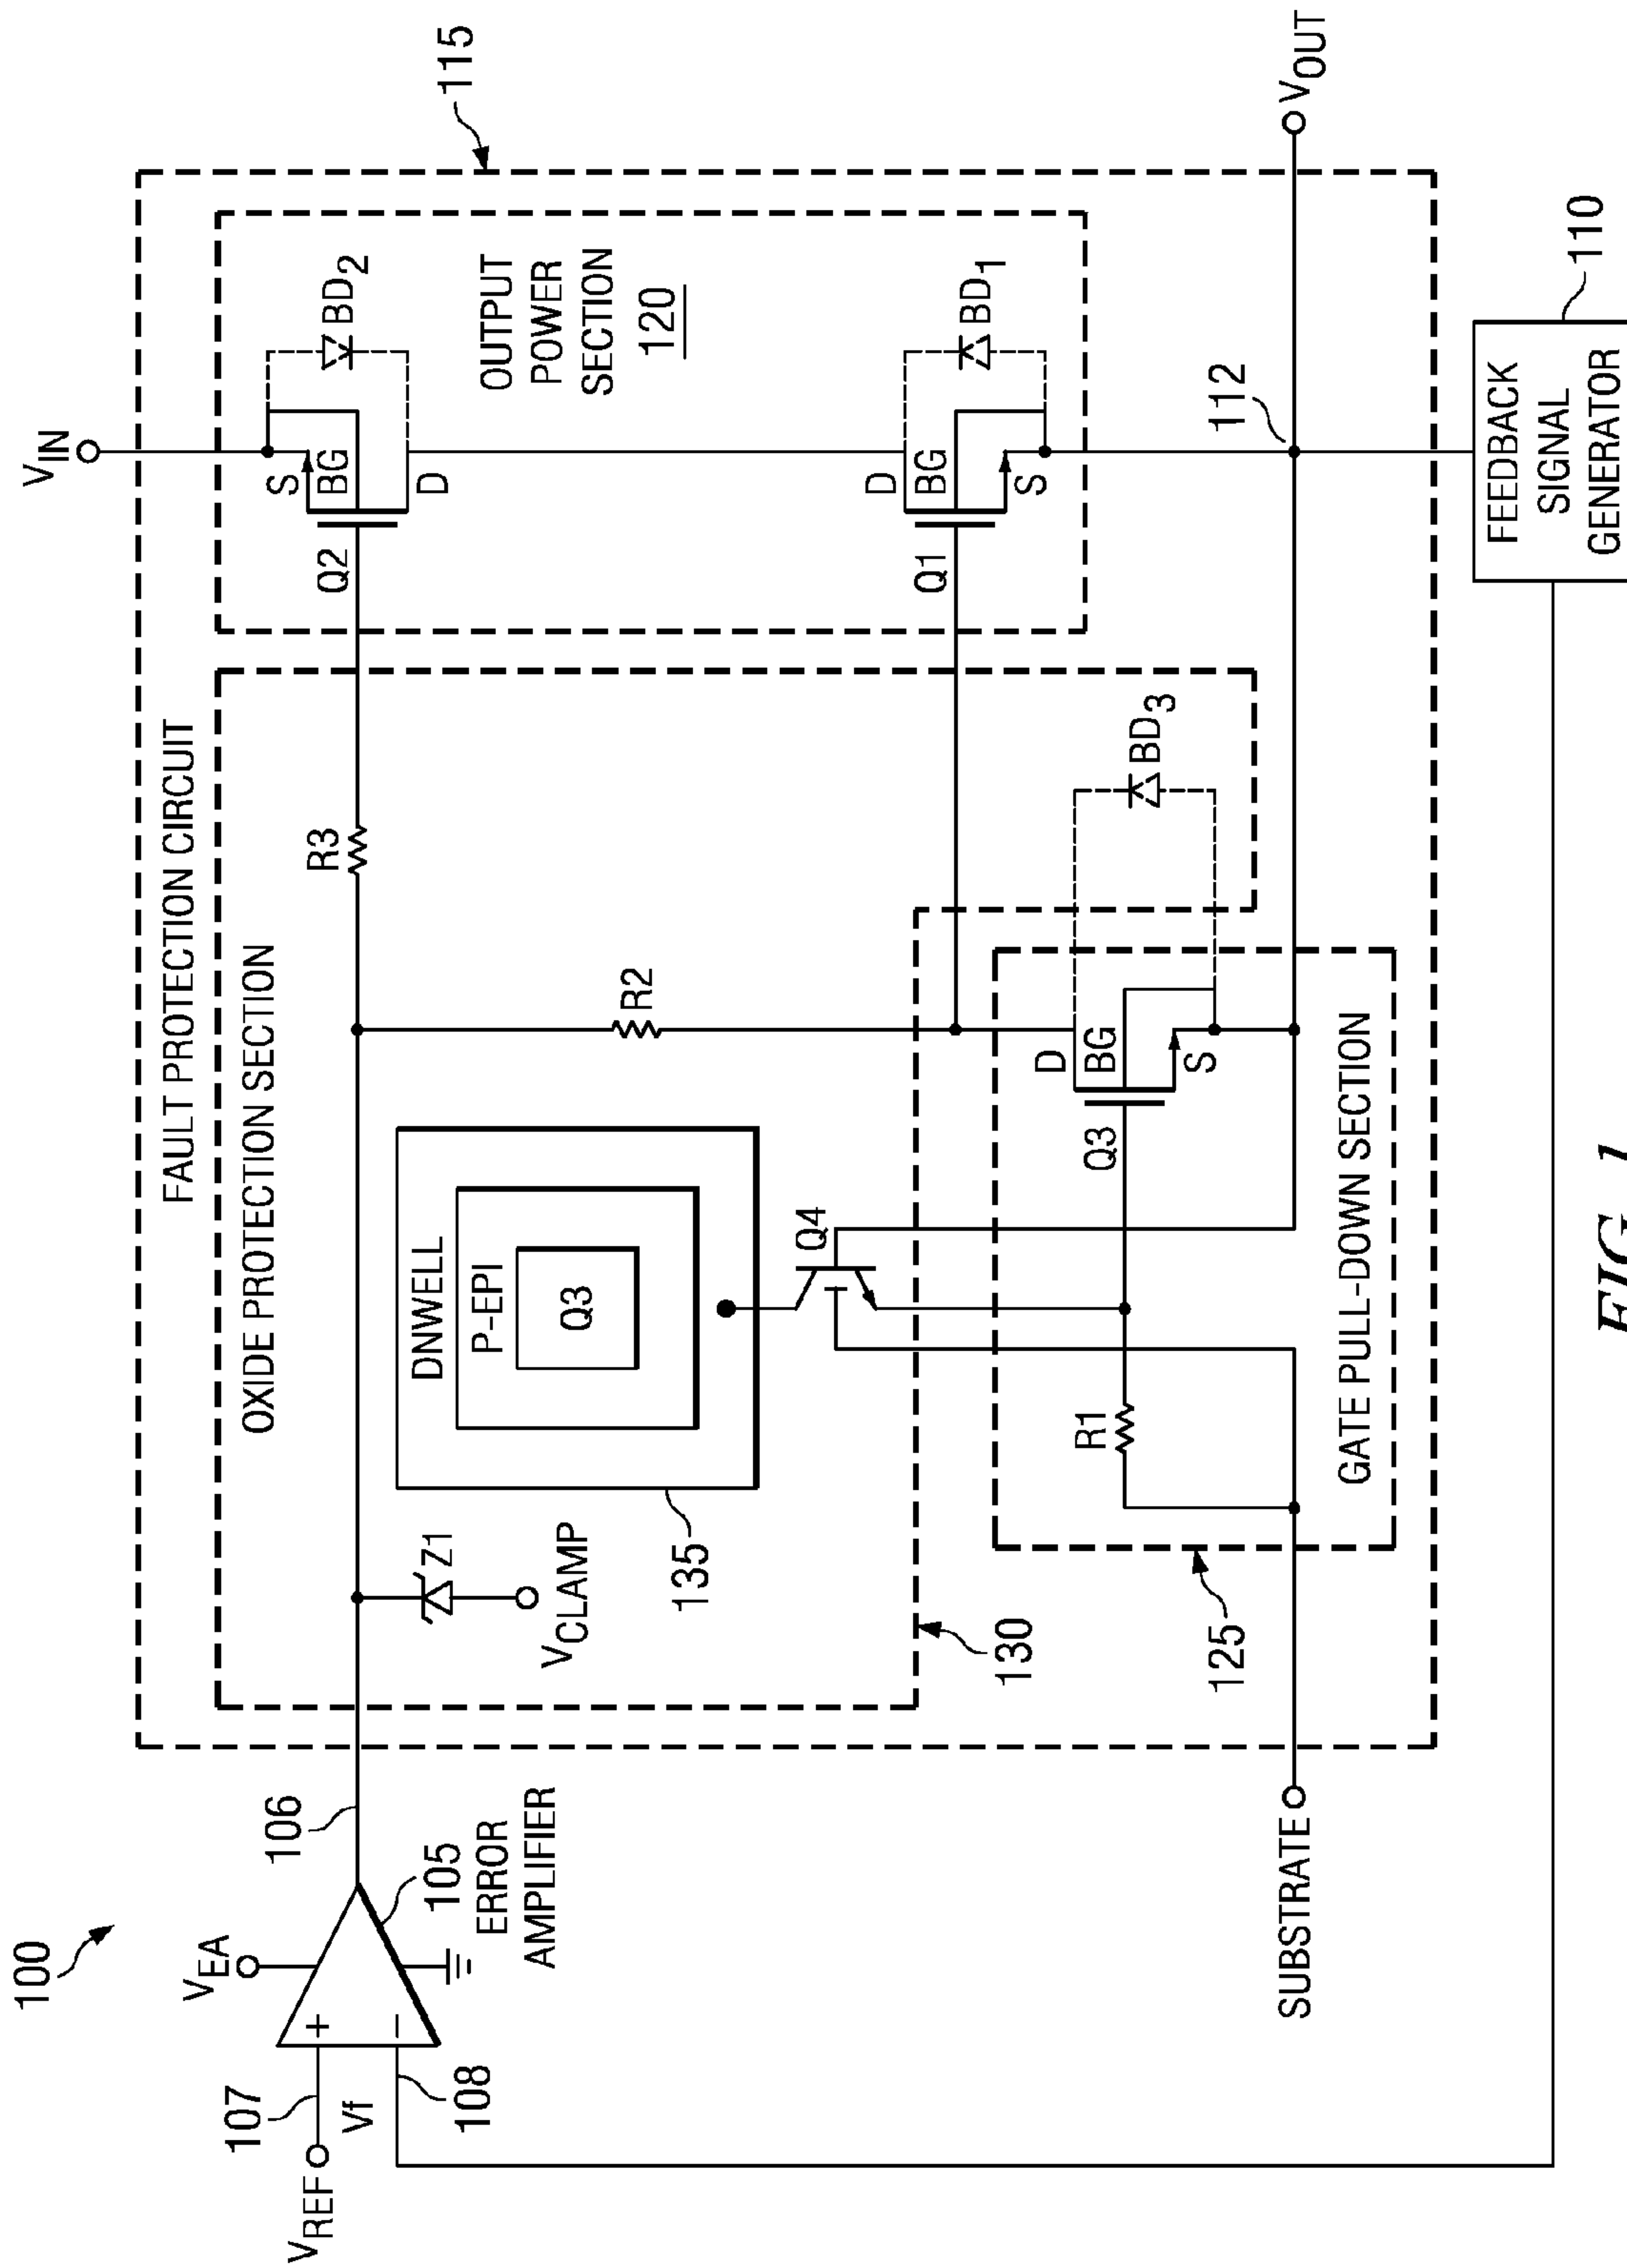 100
FAULT PROTECTION CIRCUIT
115
VIN
OXIDE PROTECTION SECTION
VEA
106
R3
Q2
S
BG
D
BD2
OUTPUT
POWER
SECTION
120
107
VREF
+
Vf
−
108
105
ERROR
AMPLIFIER
Z1
VCLAMP
135
DNWELL
P-EPI
Q3
R2
Q4
D
BG
S
Q1
BD1
130
125
R1
Q3
D
BG
S
BD3
GATE PULL-DOWN SECTION
112
SUBSTRATE
VOUT
FEEDBACK
SIGNAL
GENERATOR
110
FIG. 1